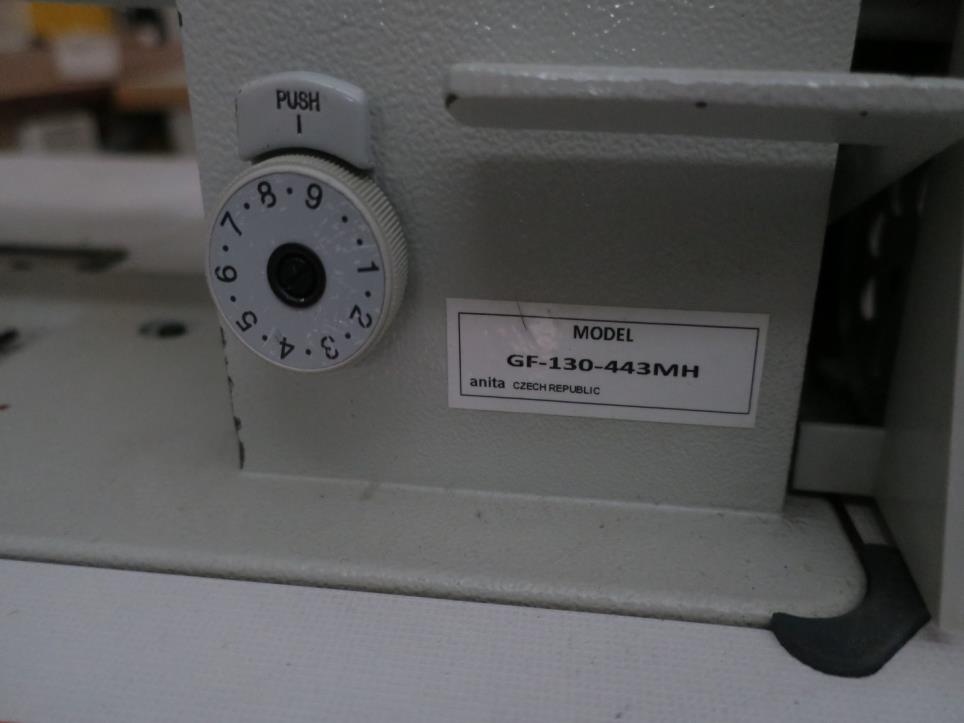 PUSH
I
9
8
7
6
5
4
3
2
1
MODEL
GF-130-443MH
anita CZECH REPUBLIC